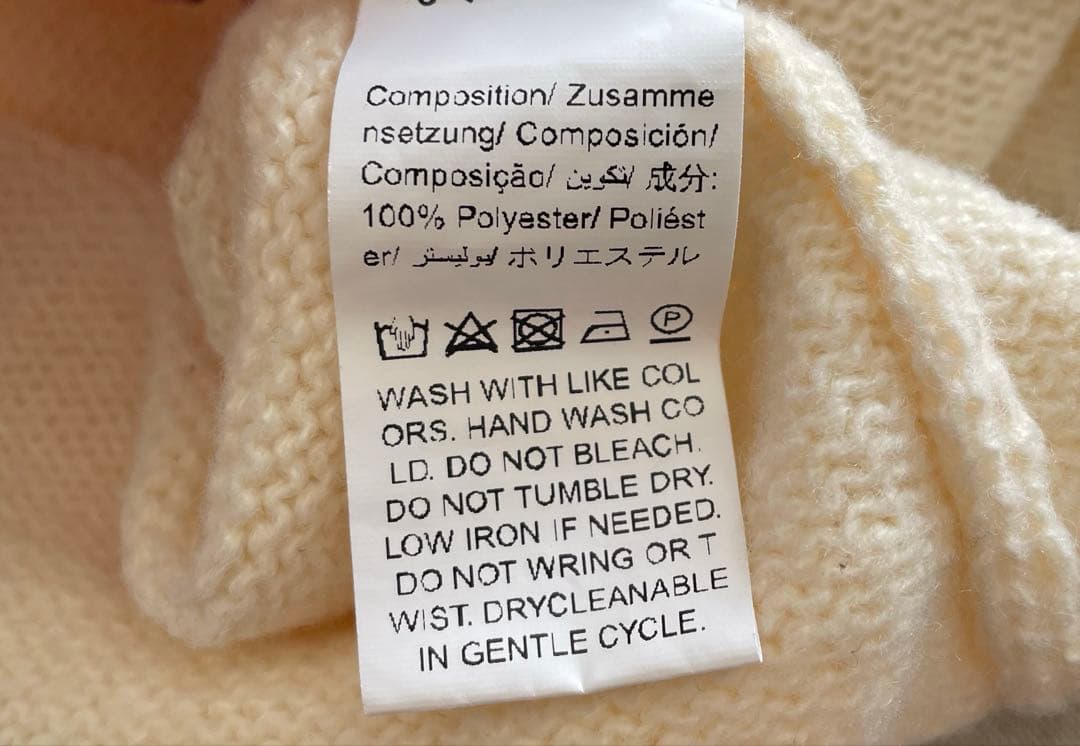 Composition/ Zusamme
nsetzung/ Composición/
Composição/ تكوين/ 成分:
100% Polyester/ Poliést
er/ بوليستر/ ポリエステル
P
WASH WITH LIKE COL
ORS. HAND WASH CO
LD. DO NOT BLEACH.
DO NOT TUMBLE DRY.
LOW IRON IF NEEDED.
DO NOT WRING OR T
WIST. DRYCLEANABLE
IN GENTLE CYCLE.